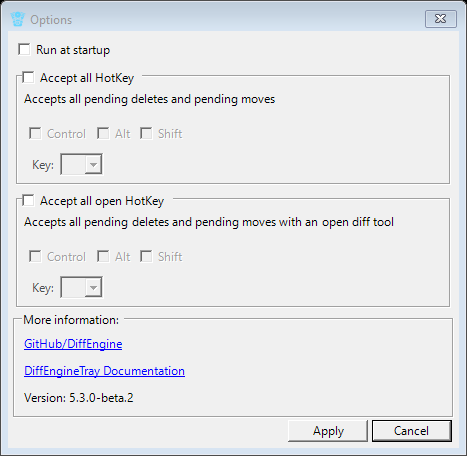 Options
Run at startup
Accept all HotKey
Accepts all pending deletes and pending moves
Control Alt Shift
Key:
Accept all open HotKey
Accepts all pending deletes and pending moves with an open diff tool
Control Alt Shift
Key:
More information:
GitHub/DiffEngine
DiffEngineTray Documentation
Version: 5.3.0-beta.2
Apply Cancel